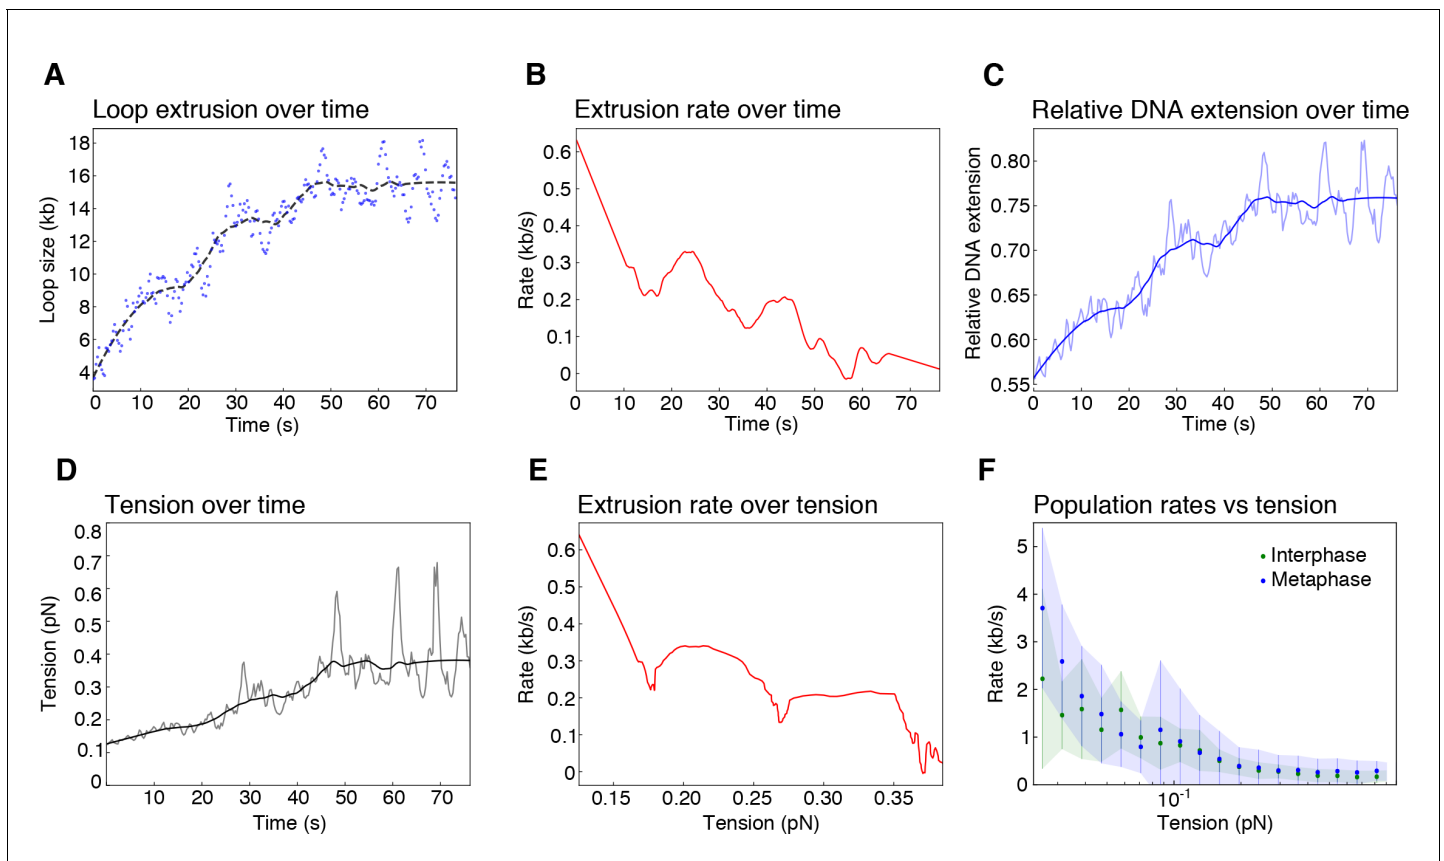 A
Loop extrusion over time
Loop size (kb)
18
16
14
12
10
8
6
4
0 10 20 30 40 50 60 70
Time (s)
B
Extrusion rate over time
Rate (kb/s)
0.6
0.5
0.4
0.3
0.2
0.1
0
0 10 20 30 40 50 60 70
Time (s)
C
Relative DNA extension over time
Relative DNA extension
0.80
0.75
0.70
0.65
0.60
0.55
0 10 20 30 40 50 60 70
Time (s)
D
Tension over time
Tension (pN)
0.8
0.7
0.6
0.5
0.4
0.3
0.2
0.1
0
10 20 30 40 50 60 70
Time (s)
E
Extrusion rate over tension
Rate (kb/s)
0.6
0.5
0.4
0.3
0.2
0.1
0
0.15 0.20 0.25 0.30 0.35
Tension (pN)
F
Population rates vs tension
Rate (kb/s)
5
4
3
2
1
0
Interphase
Metaphase
10⁻¹
Tension (pN)